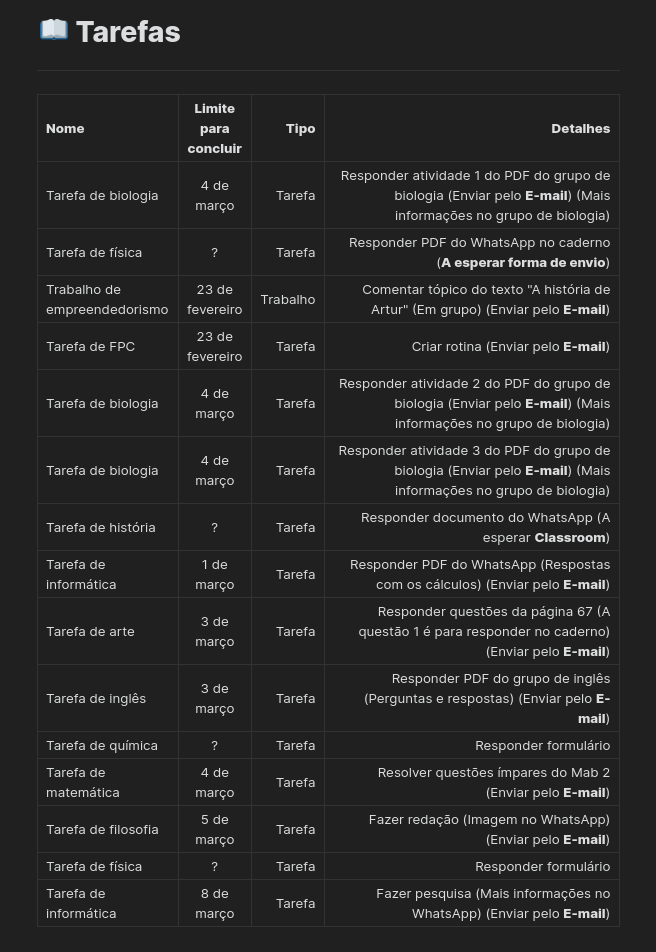 📖 Tarefas
Nome
Limite
para
concluir
Tipo
Detalhes
Tarefa de biologia
4 de
março
Tarefa
Responder atividade 1 do PDF do grupo de
biologia (Enviar pelo E-mail) (Mais
informações no grupo de biologia)
Tarefa de física
?
Tarefa
Responder PDF do WhatsApp no caderno
(A esperar forma de envio)
Trabalho de
empreendedorismo
23 de
fevereiro
Trabalho
Comentar tópico do texto "A história de
Artur" (Em grupo) (Enviar pelo E-mail)
Tarefa de FPC
23 de
fevereiro
Tarefa
Criar rotina (Enviar pelo E-mail)
Tarefa de biologia
4 de
março
Tarefa
Responder atividade 2 do PDF do grupo de
biologia (Enviar pelo E-mail) (Mais
informações no grupo de biologia)
Tarefa de biologia
4 de
março
Tarefa
Responder atividade 3 do PDF do grupo de
biologia (Enviar pelo E-mail) (Mais
informações no grupo de biologia)
Tarefa de história
?
Tarefa
Responder documento do WhatsApp (A
esperar Classroom)
Tarefa de
informática
1 de
março
Tarefa
Responder PDF do WhatsApp (Respostas
com os cálculos) (Enviar pelo E-mail)
Tarefa de arte
3 de
março
Tarefa
Responder questões da página 67 (A
questão 1 é para responder no caderno)
(Enviar pelo E-mail)
Tarefa de inglês
3 de
março
Tarefa
Responder PDF do grupo de inglês
(Perguntas e respostas) (Enviar pelo E-
mail)
Tarefa de química
?
Tarefa
Responder formulário
Tarefa de
matemática
4 de
março
Tarefa
Resolver questões ímpares do Mab 2
(Enviar pelo E-mail)
Tarefa de filosofia
5 de
março
Tarefa
Fazer redação (Imagem no WhatsApp)
(Enviar pelo E-mail)
Tarefa de física
?
Tarefa
Responder formulário
Tarefa de
informática
8 de
março
Tarefa
Fazer pesquisa (Mais informações no
WhatsApp) (Enviar pelo E-mail)